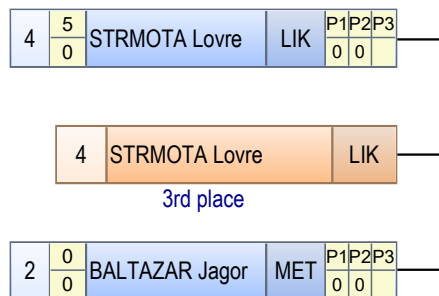 4 5 0 STRMOTA Lovre LIK P1 P2 P3 0 0
4 STRMOTA Lovre LIK
3rd place
2 0 0 BALTAZAR Jagor MET P1 P2 P3 0 0